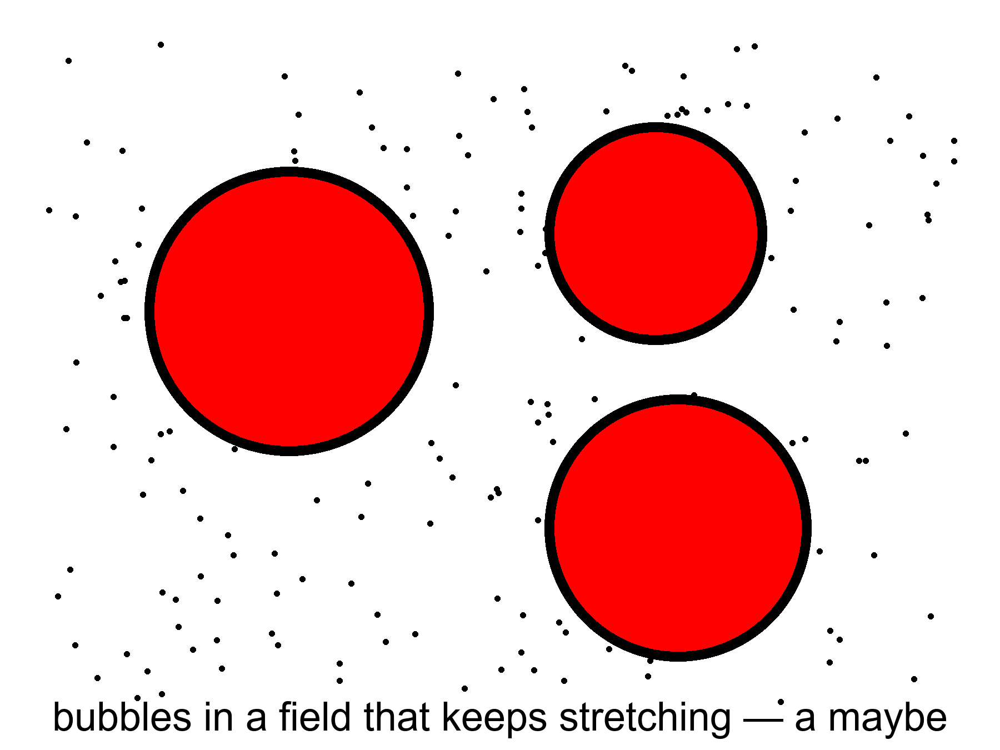 bubbles in a field that keeps stretching — a maybe